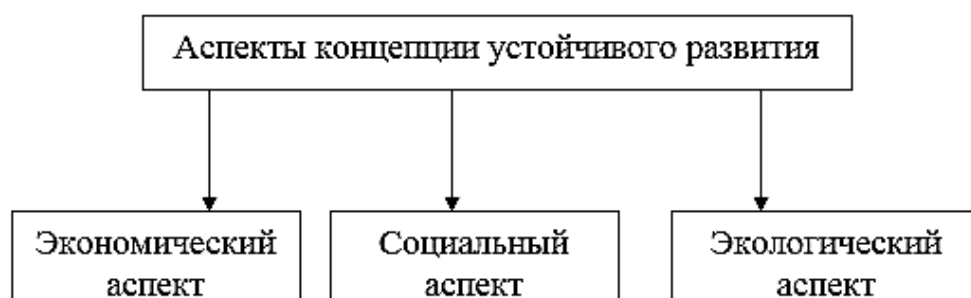 Аспекты концепции устойчивого развития
Экономический
аспект
Социальный
аспект
Экологический
аспект